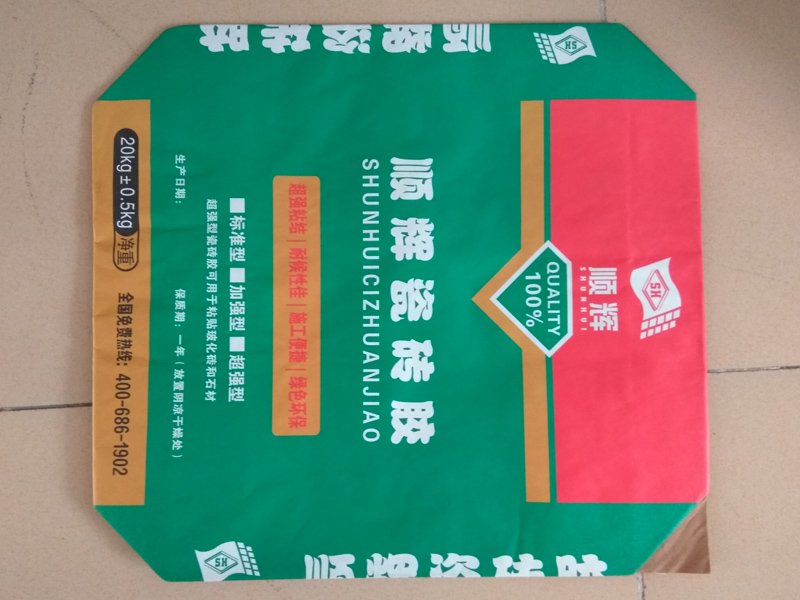 SH
顺辉
SHUNHUI
QUALITY
100%
顺辉瓷砖胶
SHUNHUICIZHUANJIAO
超强粘结|耐候性佳|施工便捷|绿色环保
■标准型 ■加强型 ■超强型
超强型瓷砖胶可用于粘贴玻化砖和石材
生产日期: 保质期:一年(放置阴凉干燥处)
20kg±0.5kg 净重 全国免费热线:400-686-1902
SH
SH